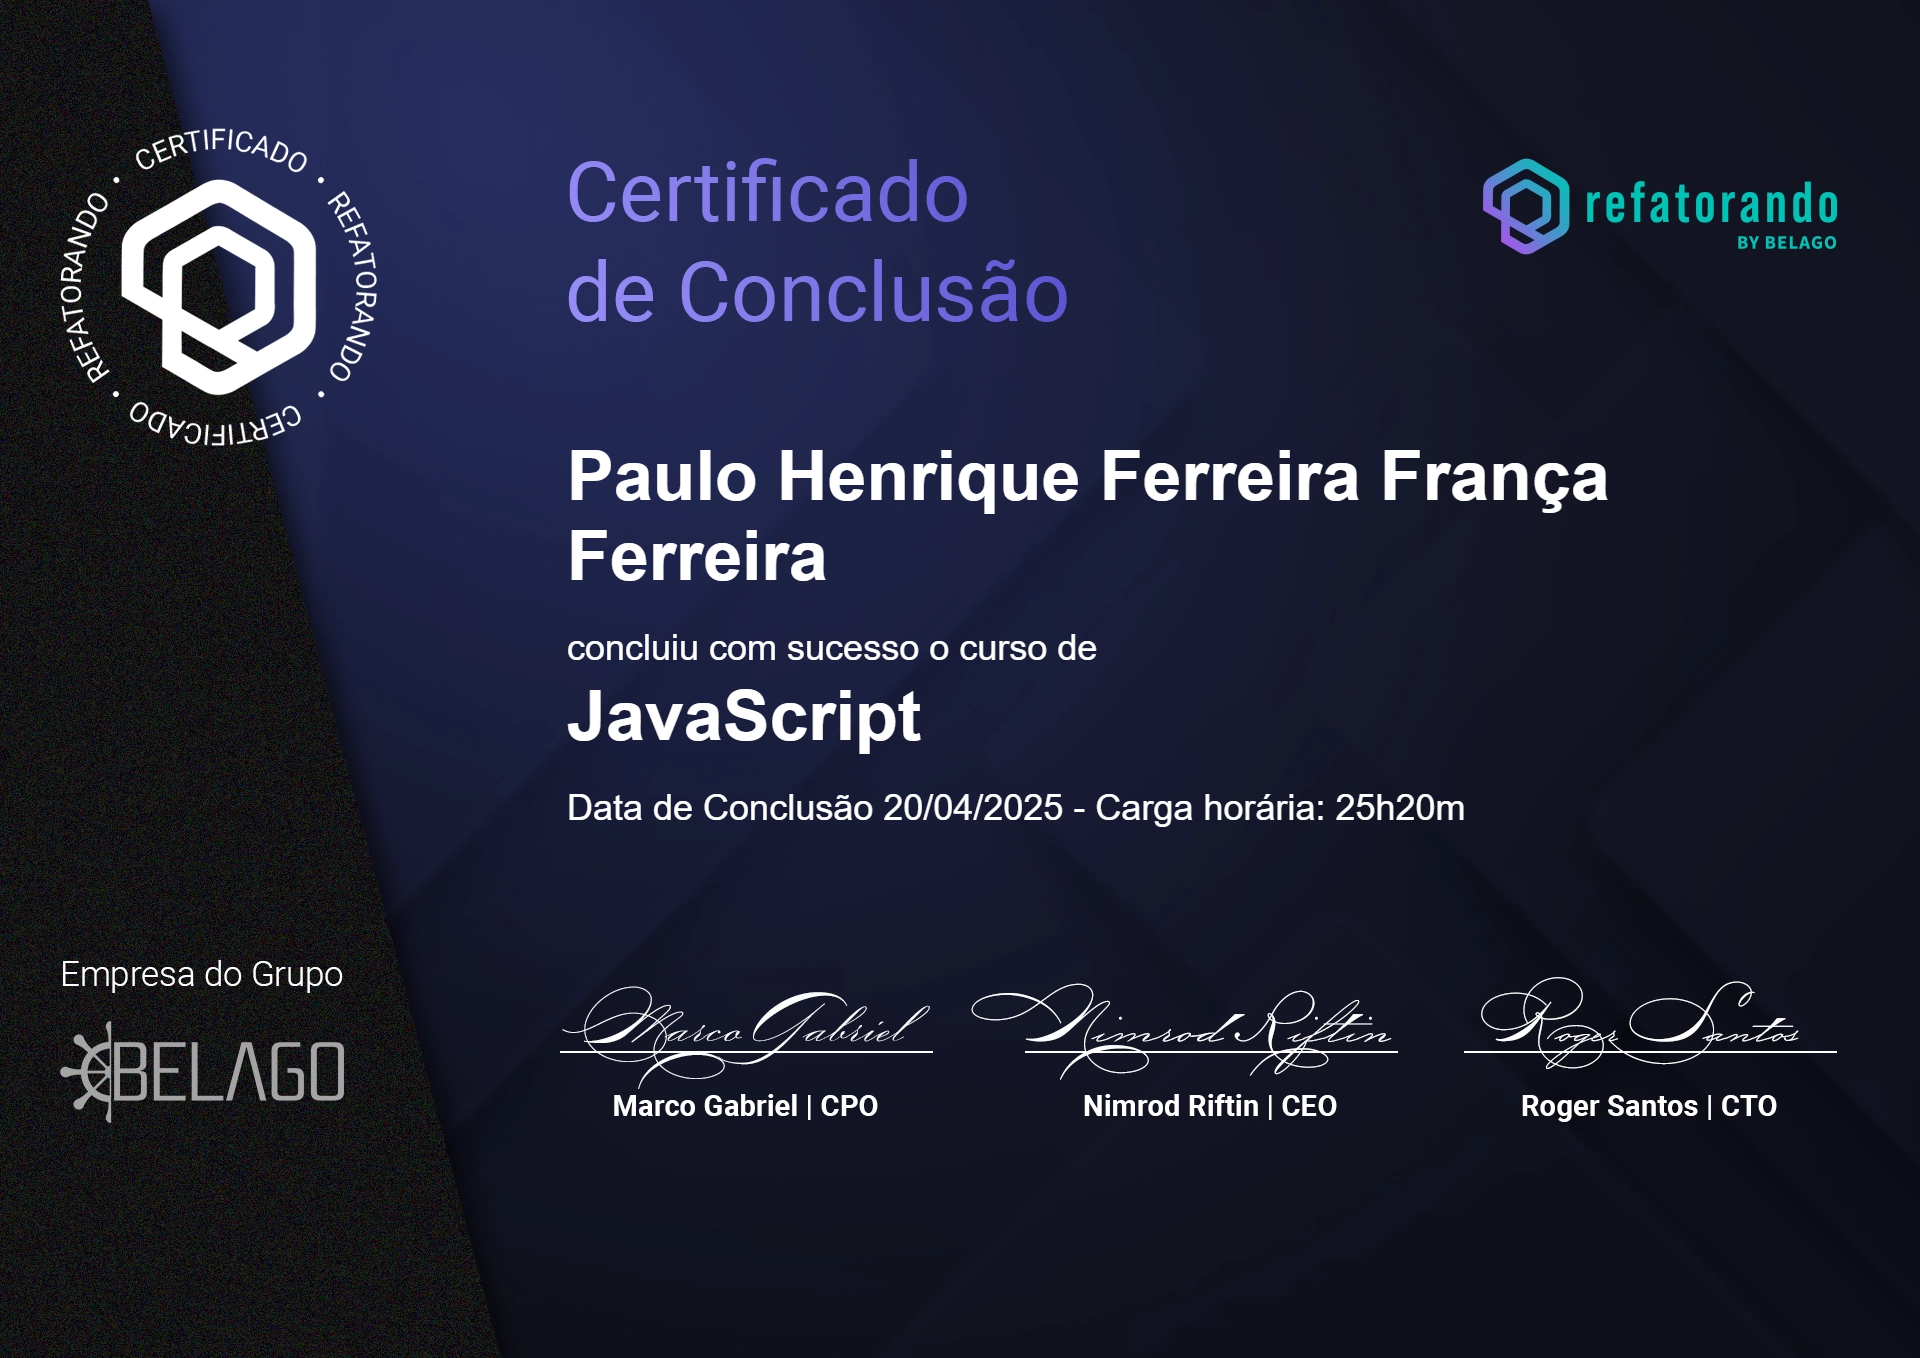 CERTIFICADO • REFATORANDO • CERTIFICADO • REFATORANDO •
Certificado
de Conclusão
refatorando
BY BELAGO
Paulo Henrique Ferreira França
Ferreira
concluiu com sucesso o curso de
JavaScript
Data de Conclusão 20/04/2025 - Carga horária: 25h20m
Empresa do Grupo
BELAGO
Marco Gabriel Nimrod Riftin Roger Santos
Marco Gabriel | CPO Nimrod Riftin | CEO Roger Santos | CTO